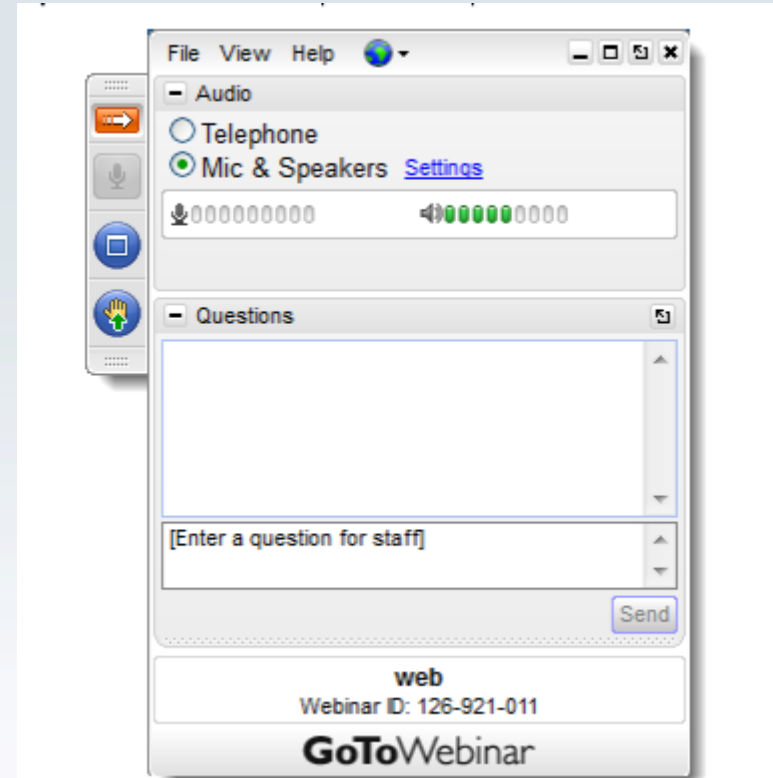 File View Help
Audio
Telephone
Mic & Speakers Settings
Questions
[Enter a question for staff]
Send
web
Webinar ID: 126-921-011
GoToWebinar